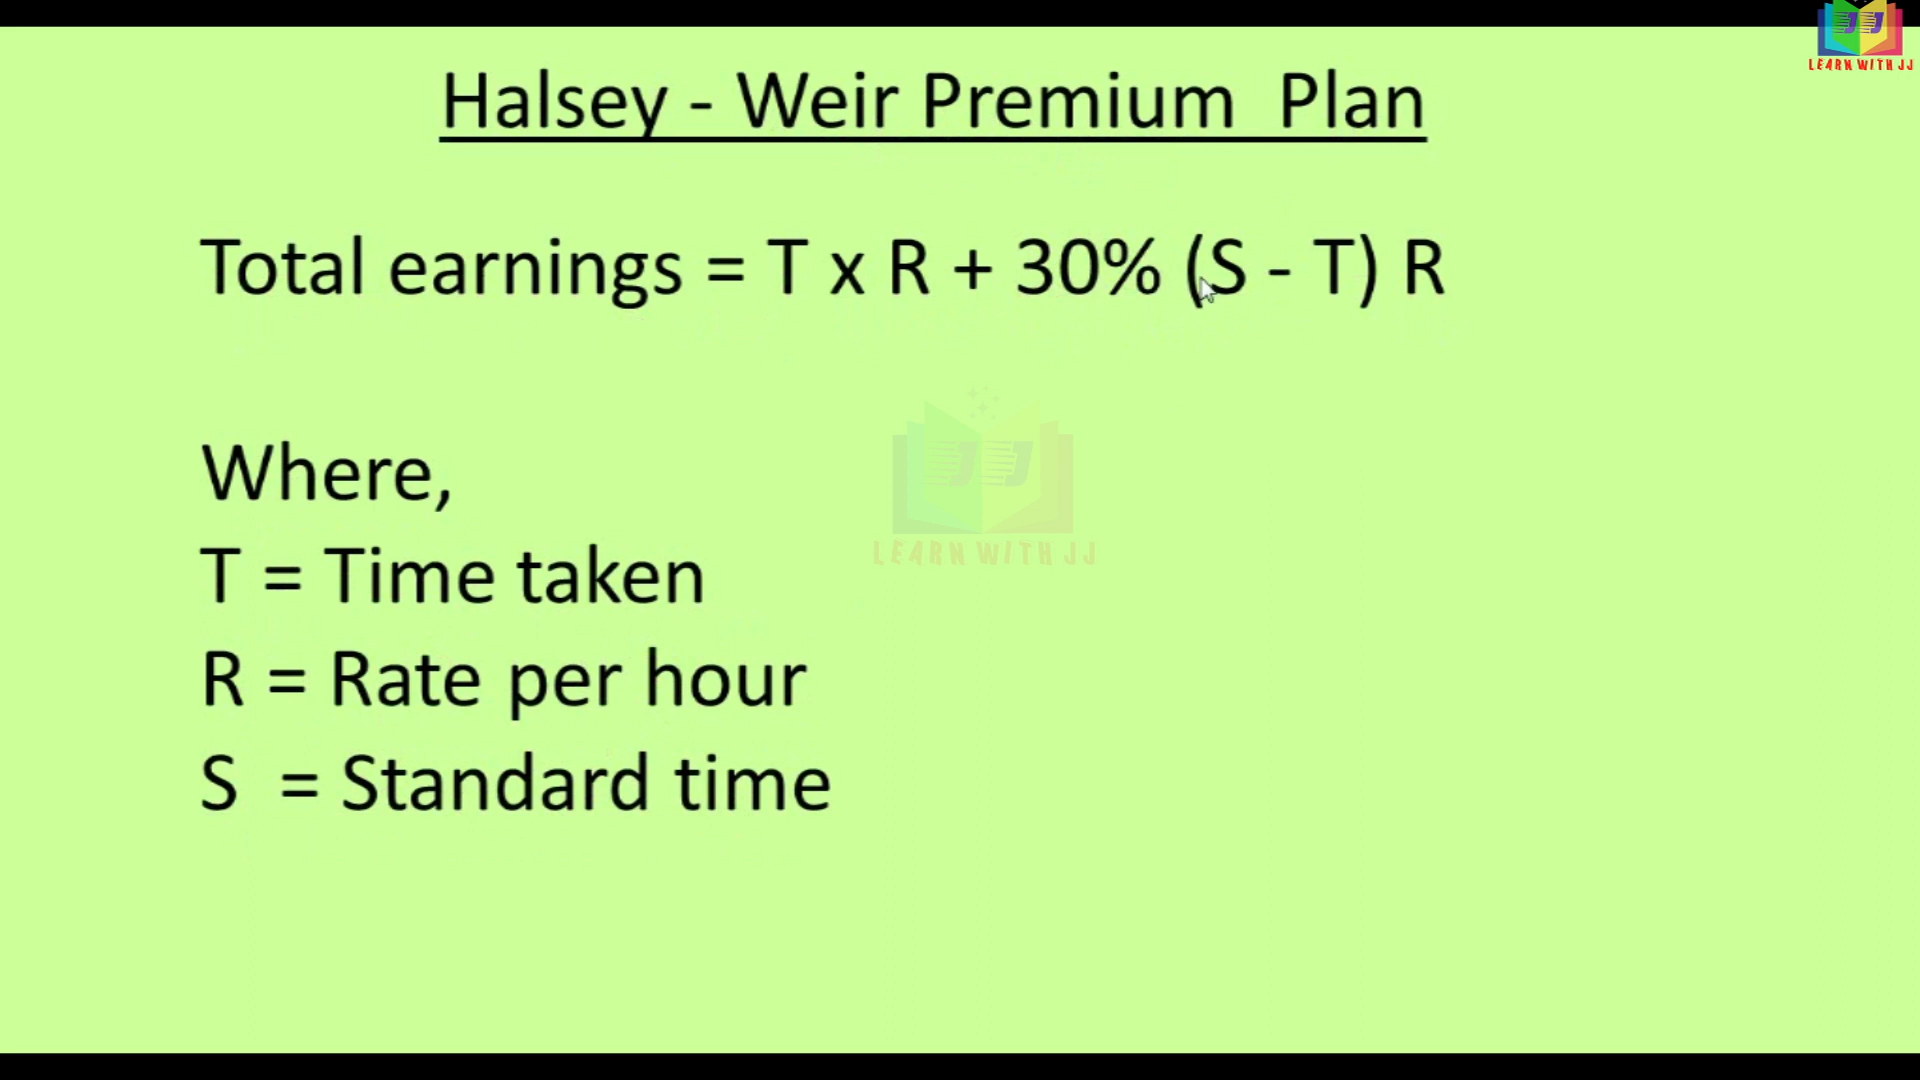 LEARN WITH JJ
Halsey - Weir Premium Plan
Total earnings = T x R + 30% (S - T) R
Where,
JJ
LEARN WITH JJ
T = Time taken
R = Rate per hour
S = Standard time